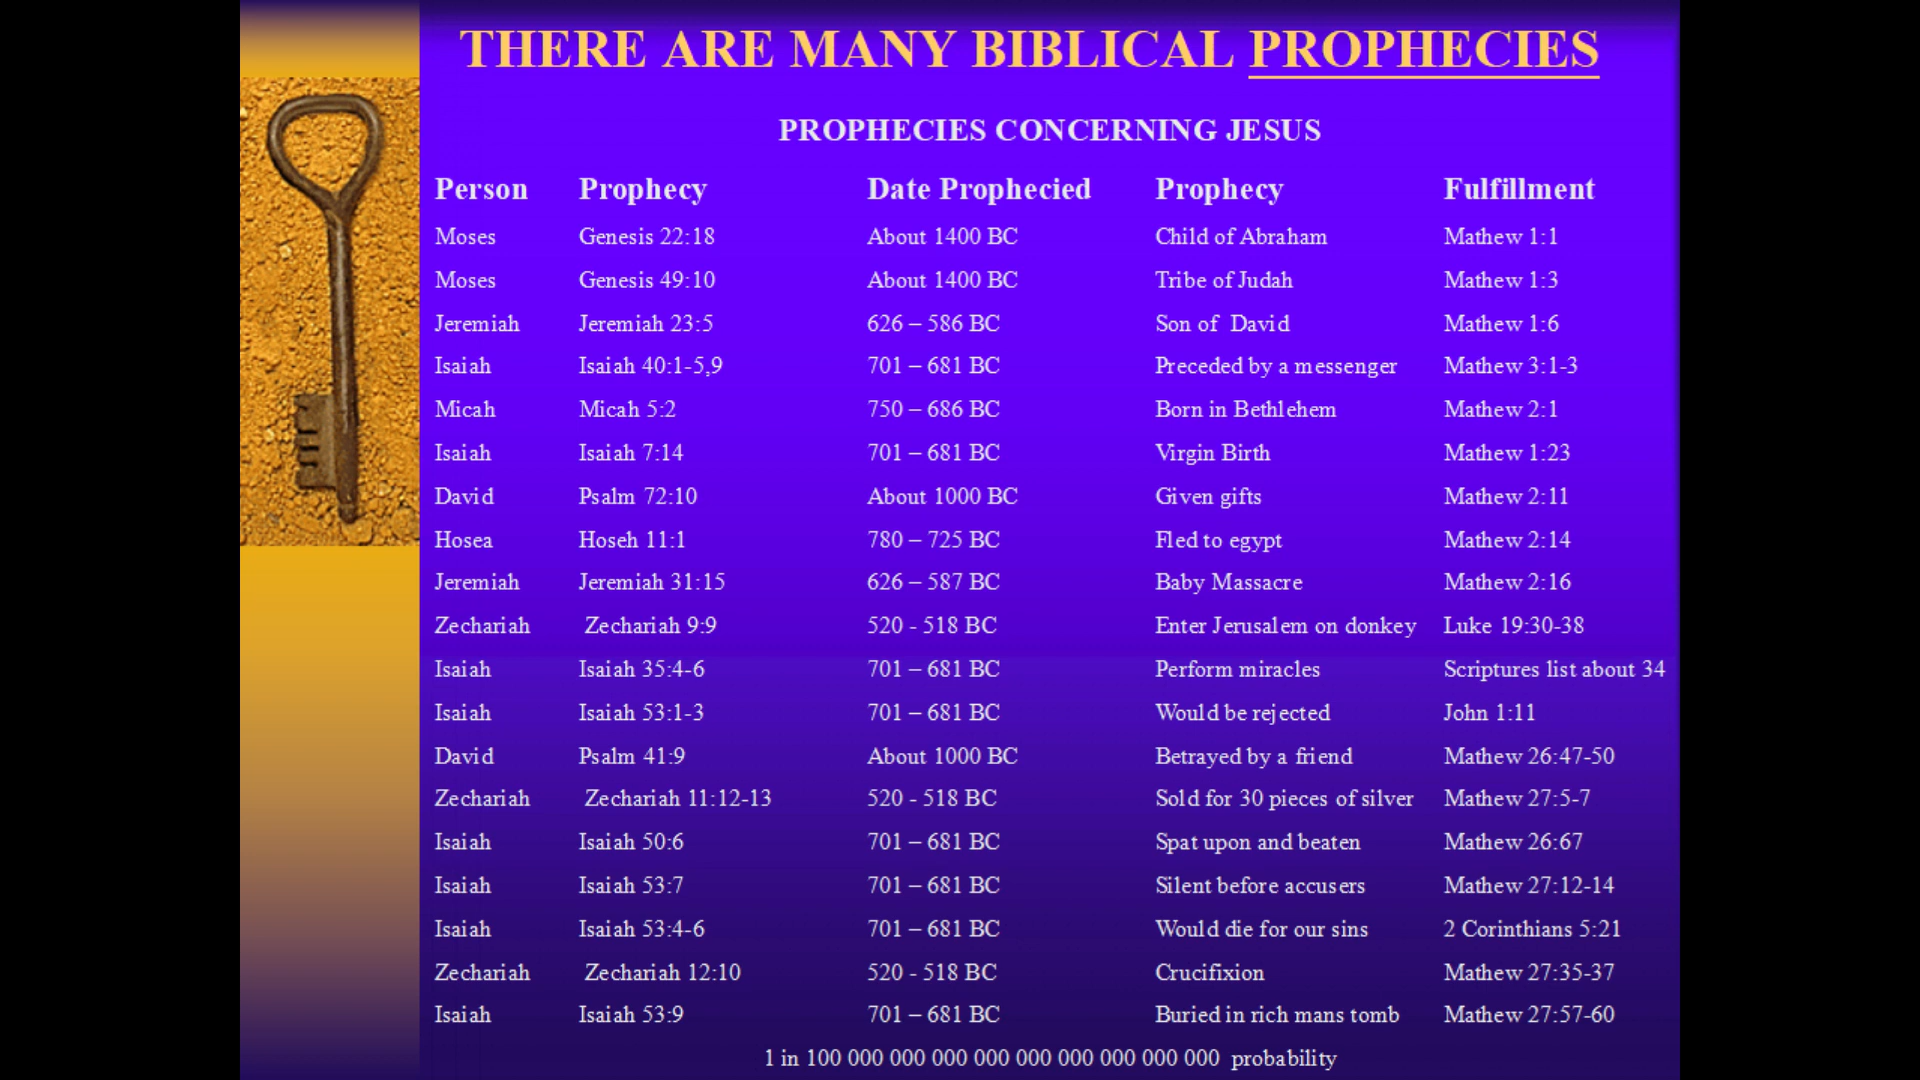 THERE ARE MANY BIBLICAL PROPHECIES
PROPHECIES CONCERNING JESUS
Person Prophecy Date Prophecied Prophecy Fulfillment
Moses Genesis 22:18 About 1400 BC Child of Abraham Mathew 1:1
Moses Genesis 49:10 About 1400 BC Tribe of Judah Mathew 1:3
Jeremiah Jeremiah 23:5 626 – 586 BC Son of David Mathew 1:6
Isaiah Isaiah 40:1-5,9 701 – 681 BC Preceded by a messenger Mathew 3:1-3
Micah Micah 5:2 750 – 686 BC Born in Bethlehem Mathew 2:1
Isaiah Isaiah 7:14 701 – 681 BC Virgin Birth Mathew 1:23
David Psalm 72:10 About 1000 BC Given gifts Mathew 2:11
Hosea Hoseh 11:1 780 – 725 BC Fled to egypt Mathew 2:14
Jeremiah Jeremiah 31:15 626 – 587 BC Baby Massacre Mathew 2:16
Zechariah Zechariah 9:9 520 - 518 BC Enter Jerusalem on donkey Luke 19:30-38
Isaiah Isaiah 35:4-6 701 – 681 BC Perform miracles Scriptures list about 34
Isaiah Isaiah 53:1-3 701 – 681 BC Would be rejected John 1:11
David Psalm 41:9 About 1000 BC Betrayed by a friend Mathew 26:47-50
Zechariah Zechariah 11:12-13 520 - 518 BC Sold for 30 pieces of silver Mathew 27:5-7
Isaiah Isaiah 50:6 701 – 681 BC Spat upon and beaten Mathew 26:67
Isaiah Isaiah 53:7 701 – 681 BC Silent before accusers Mathew 27:12-14
Isaiah Isaiah 53:4-6 701 – 681 BC Would die for our sins 2 Corinthians 5:21
Zechariah Zechariah 12:10 520 - 518 BC Crucifixion Mathew 27:35-37
Isaiah Isaiah 53:9 701 – 681 BC Buried in rich mans tomb Mathew 27:57-60
1 in 100 000 000 000 000 000 000 000 000 000 probability